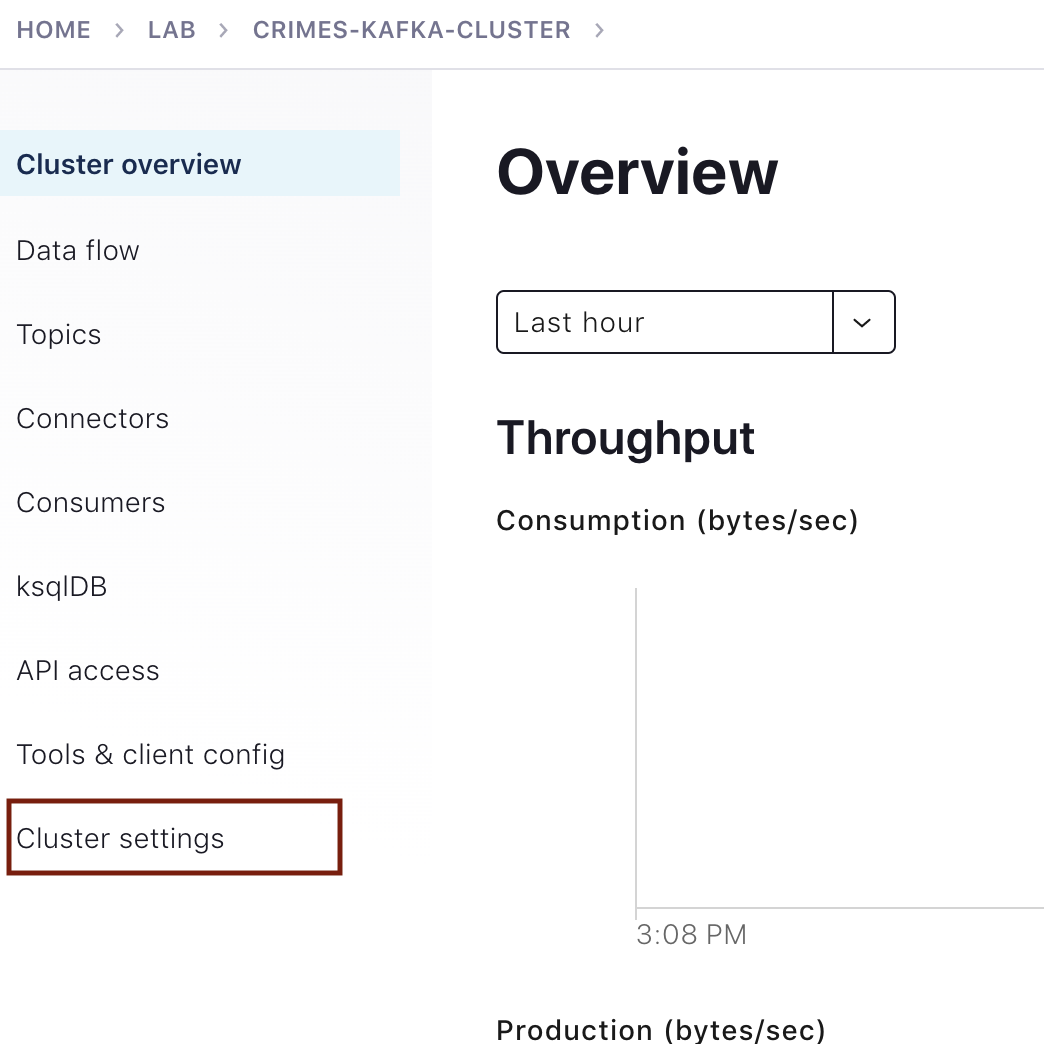 HOME > LAB > CRIMES-KAFKA-CLUSTER >
Cluster overview
Data flow
Topics
Connectors
Consumers
ksqlDB
API access
Tools & client config
Cluster settings
Overview
Last hour
Throughput
Consumption (bytes/sec)
3:08 PM
Production (bytes/sec)